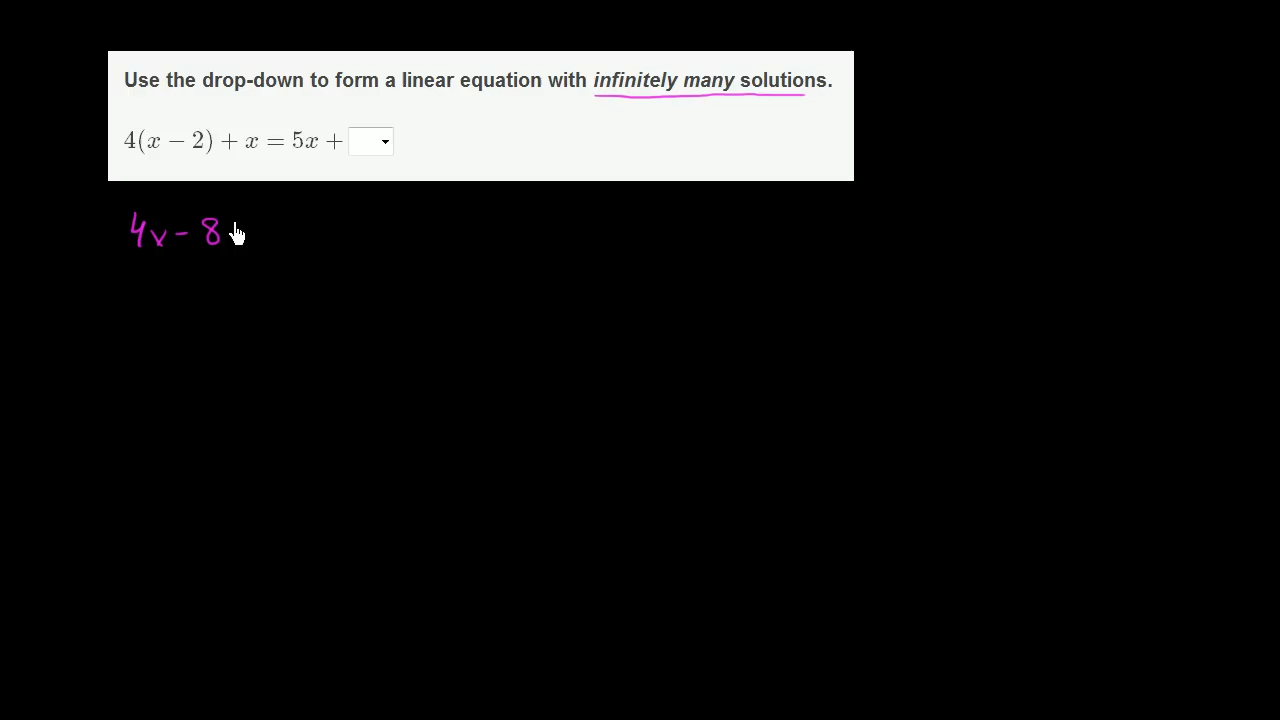 Use the drop-down to form a linear equation with infinitely many solutions.
4(x − 2) + x = 5x +
4x - 8